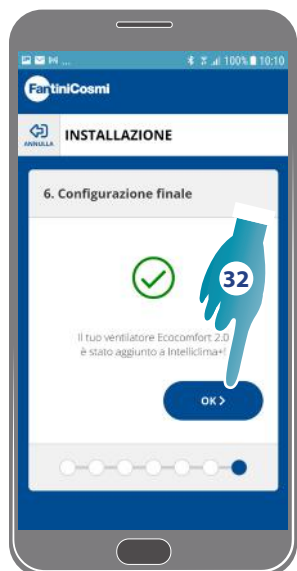 ... 100% 10:10
FantiniCosmi
ANNULLA
INSTALLAZIONE
6. Configurazione finale
32
Il tuo ventilatore Ecocomfort 2.0
è stato aggiunto a Intelliclima+!
OK >